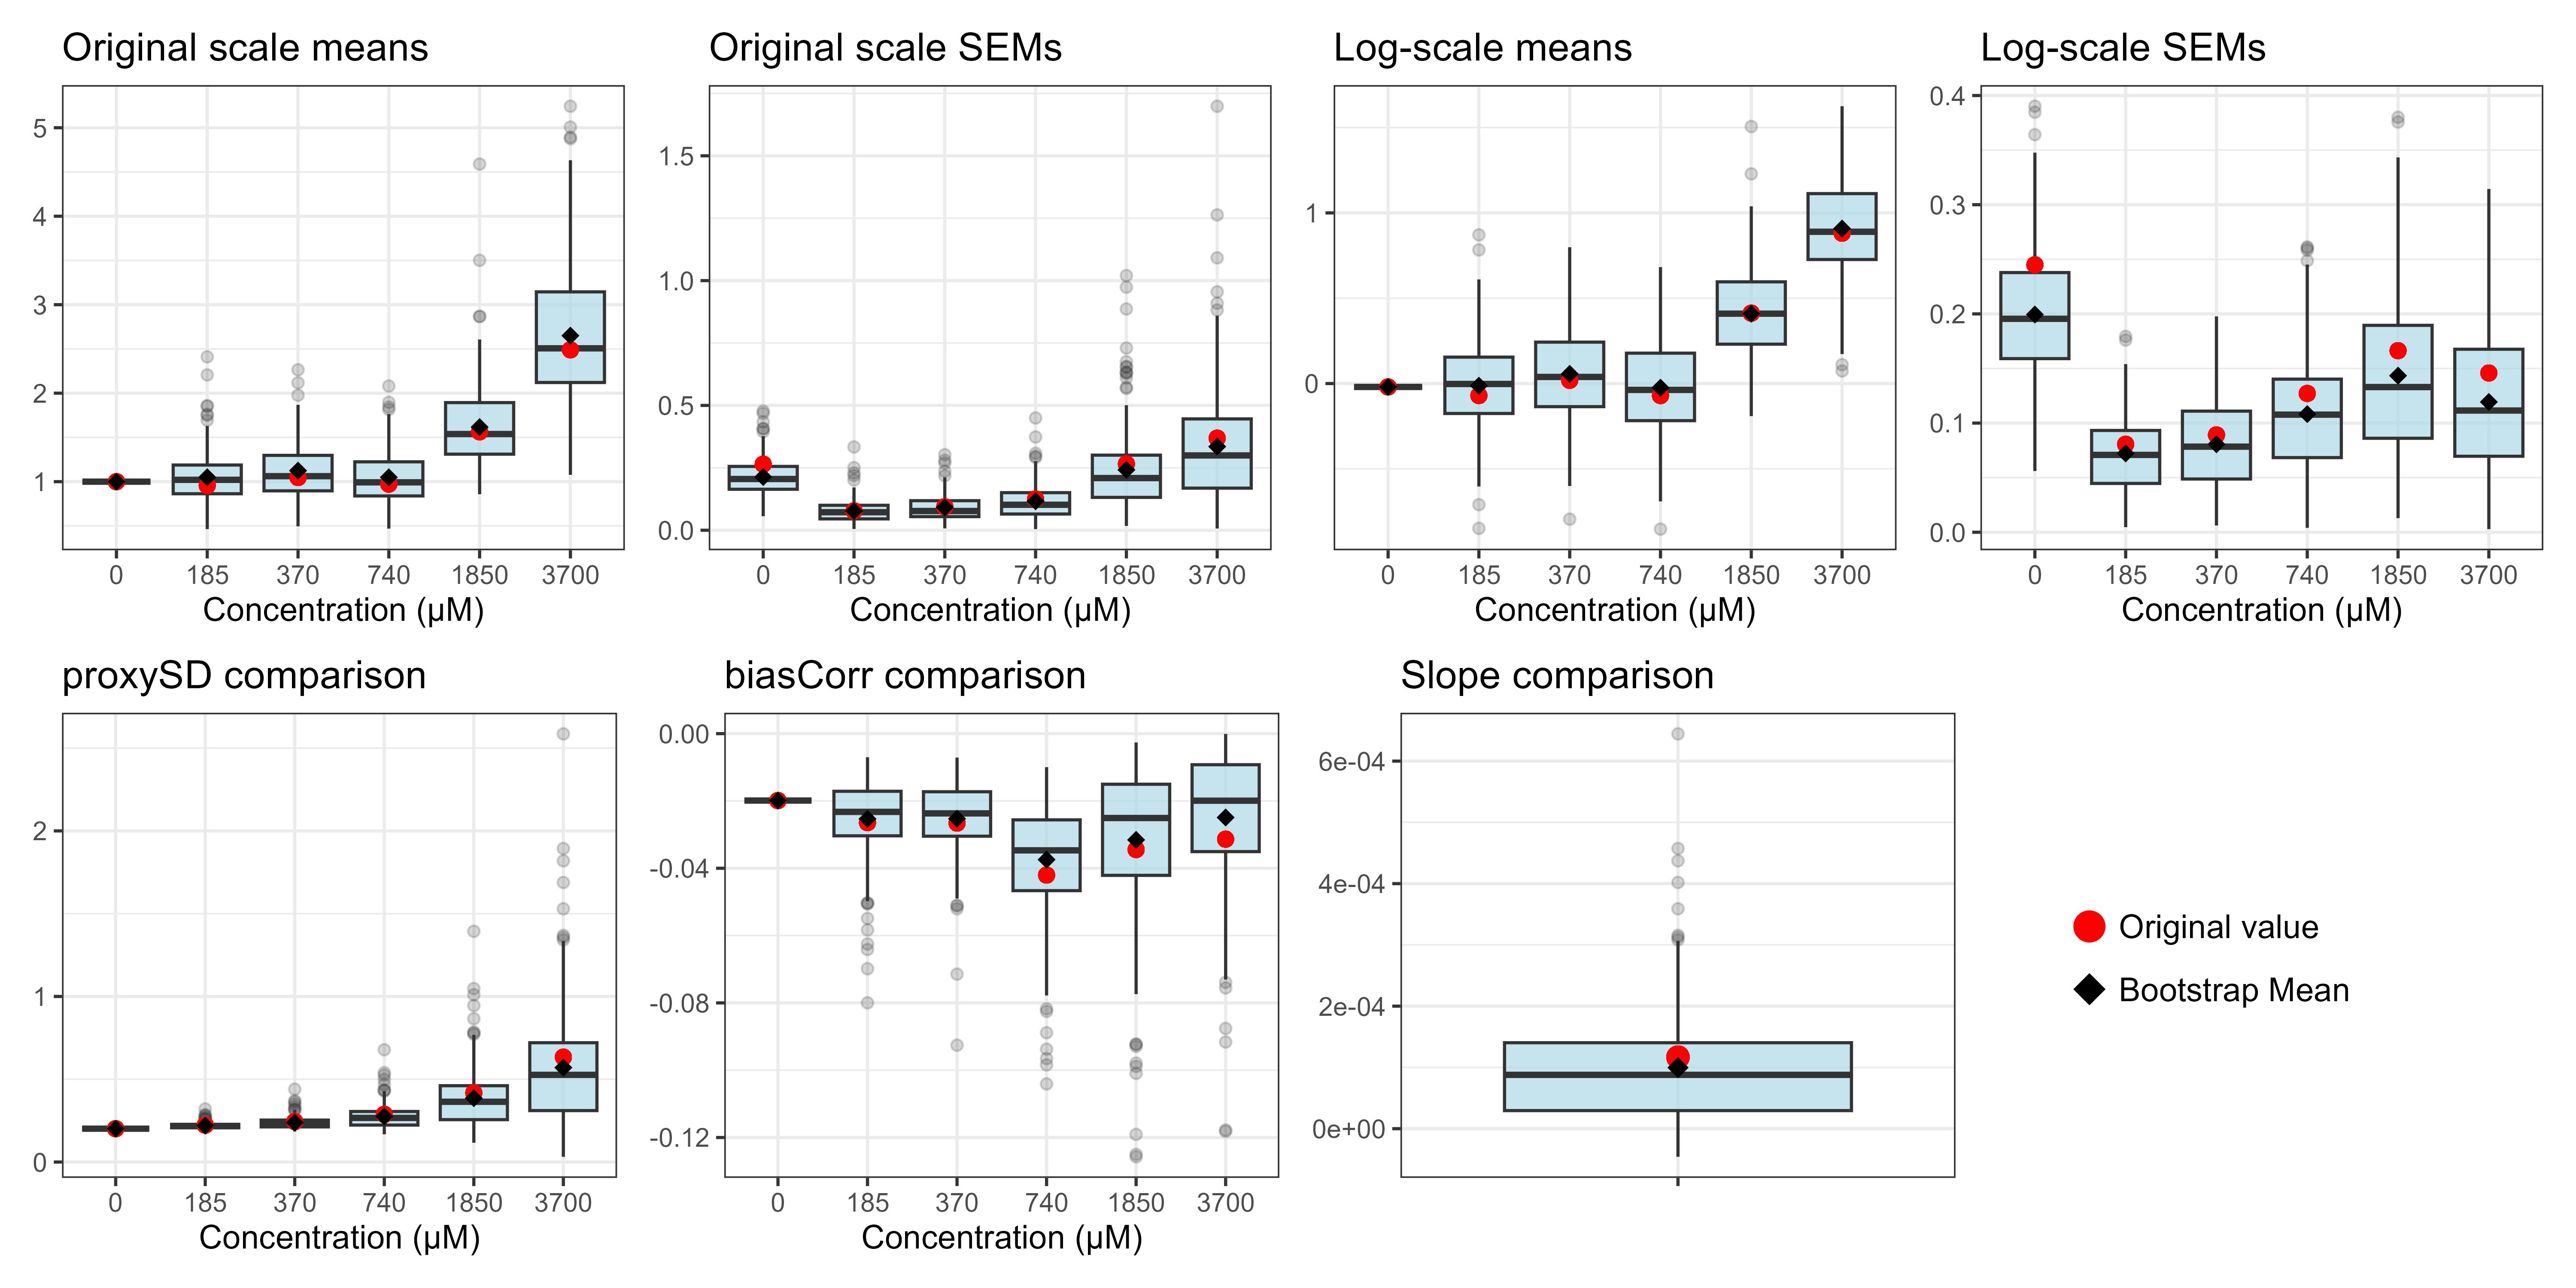 Original scale means
5
4
3
2
1
0 185 370 740 1850 3700
Concentration (µM)
Original scale SEMs
1.5
1.0
0.5
0.0
0 185 370 740 1850 3700
Concentration (µM)
Log-scale means
1
0
0 185 370 740 1850 3700
Concentration (µM)
Log-scale SEMs
0.4
0.3
0.2
0.1
0.0
0 185 370 740 1850 3700
Concentration (µM)
proxySD comparison
2
1
0
0 185 370 740 1850 3700
Concentration (µM)
biasCorr comparison
0.00
-0.04
-0.08
-0.12
0 185 370 740 1850 3700
Concentration (µM)
Slope comparison
6e-04
4e-04
2e-04
0e+00
Original value
Bootstrap Mean